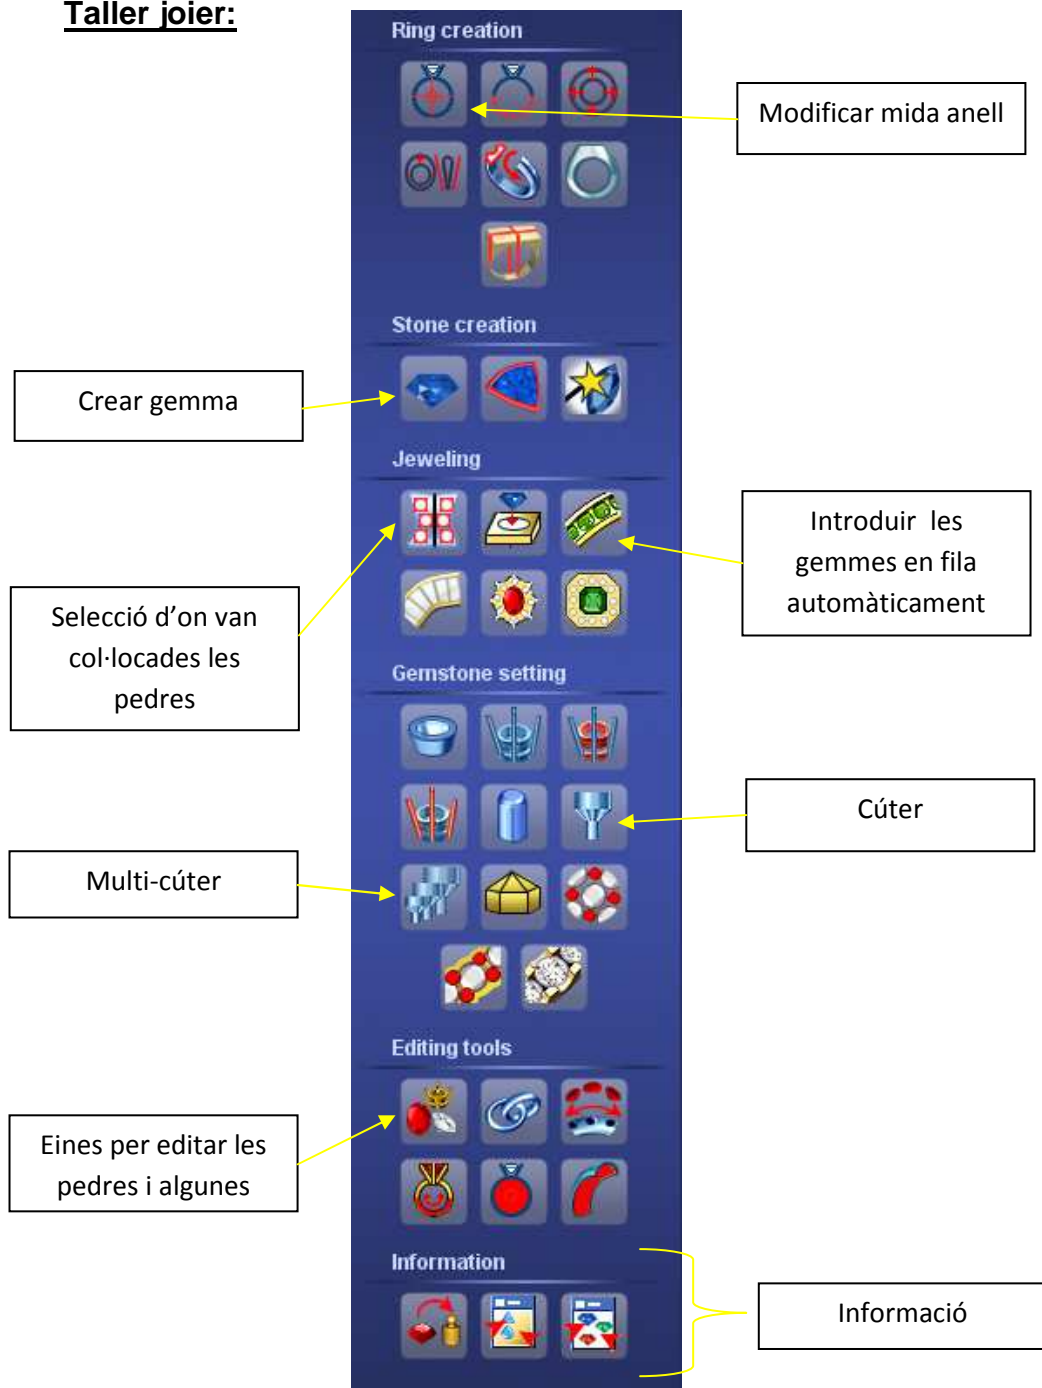 Taller joier:
Ring creation
Modificar mida anell
Stone creation
Crear gemma
Jeweling
Introduir les
gemmes en fila
automàticament
Selecció d’on van
col·locades les
pedres
Gemstone setting
Cúter
Multi-cúter
Editing tools
Eines per editar les
pedres i algunes
Information
Informació